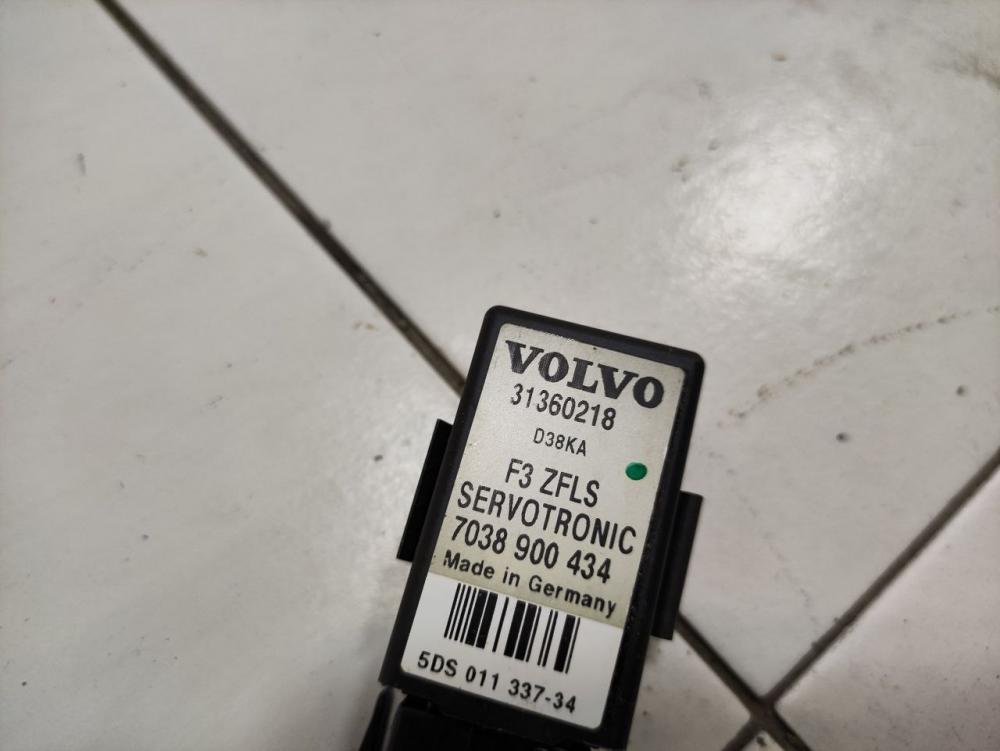 VOLVO
31360218
D38KA
F3 ZFLS
SERVOTRONIC
7038 900 434
Made in Germany
5DS 011 337-34